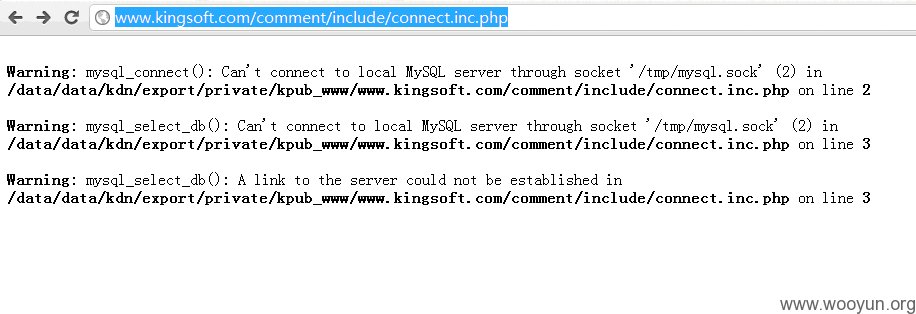 www.kingsoft.com/comment/include/connect.inc.php
Warning: mysql_connect(): Can't connect to local MySQL server through socket '/tmp/mysql.sock' (2) in
/data/data/kdn/export/private/kpub_www/www.kingsoft.com/comment/include/connect.inc.php on line 2
Warning: mysql_select_db(): Can't connect to local MySQL server through socket '/tmp/mysql.sock' (2) in
/data/data/kdn/export/private/kpub_www/www.kingsoft.com/comment/include/connect.inc.php on line 3
Warning: mysql_select_db(): A link to the server could not be established in
/data/data/kdn/export/private/kpub_www/www.kingsoft.com/comment/include/connect.inc.php on line 3
www.wooyun.org